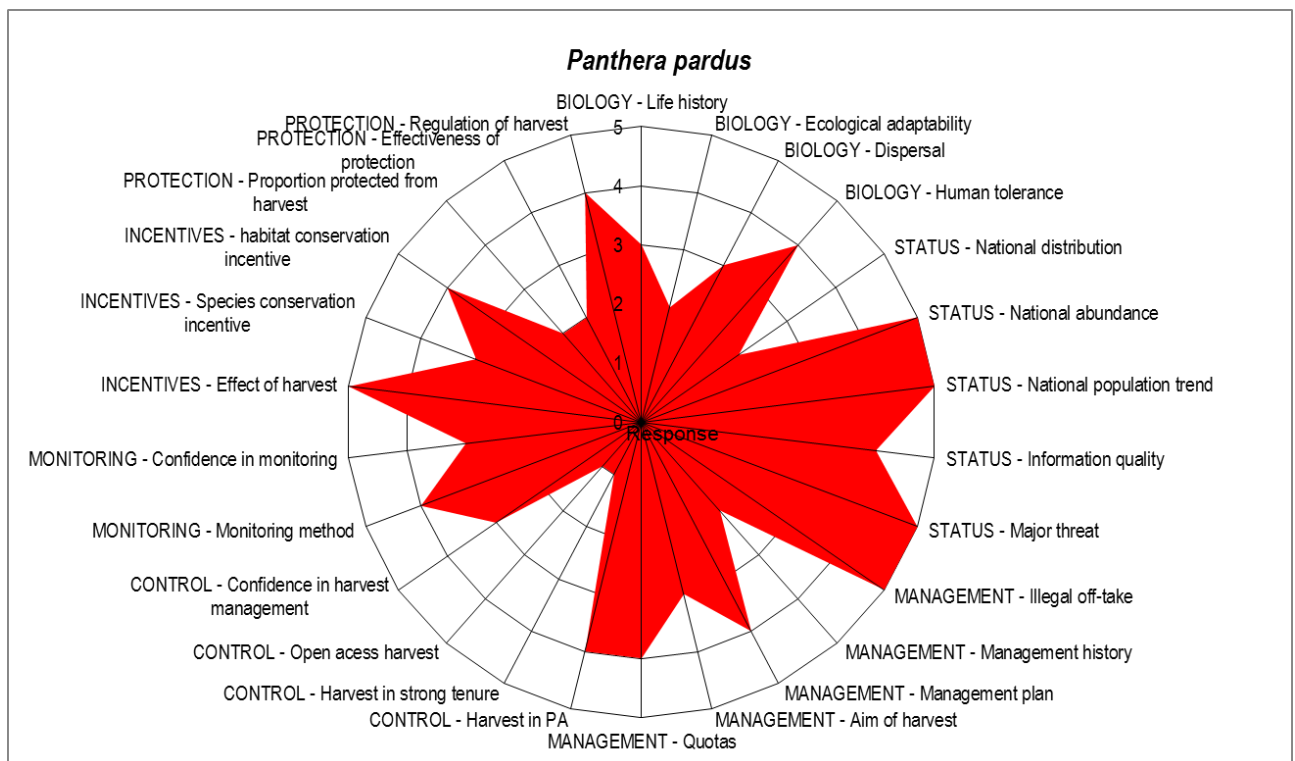 Panthera pardus
BIOLOGY - Life history
PROTECTION - Regulation of harvest
BIOLOGY - Ecological adaptability
PROTECTION - Effectiveness of
protection
BIOLOGY - Dispersal
PROTECTION - Proportion protected from
harvest
BIOLOGY - Human tolerance
INCENTIVES - habitat conservation
incentive
STATUS - National distribution
INCENTIVES - Species conservation
incentive
STATUS - National abundance
INCENTIVES - Effect of harvest
STATUS - National population trend
MONITORING - Confidence in monitoring
STATUS - Information quality
MONITORING - Monitoring method
STATUS - Major threat
CONTROL - Confidence in harvest
management
MANAGEMENT - Illegal off-take
CONTROL - Open acess harvest
MANAGEMENT - Management history
CONTROL - Harvest in strong tenure
MANAGEMENT - Management plan
CONTROL - Harvest in PA
MANAGEMENT - Aim of harvest
MANAGEMENT - Quotas
5
4
3
2
1
0
Response